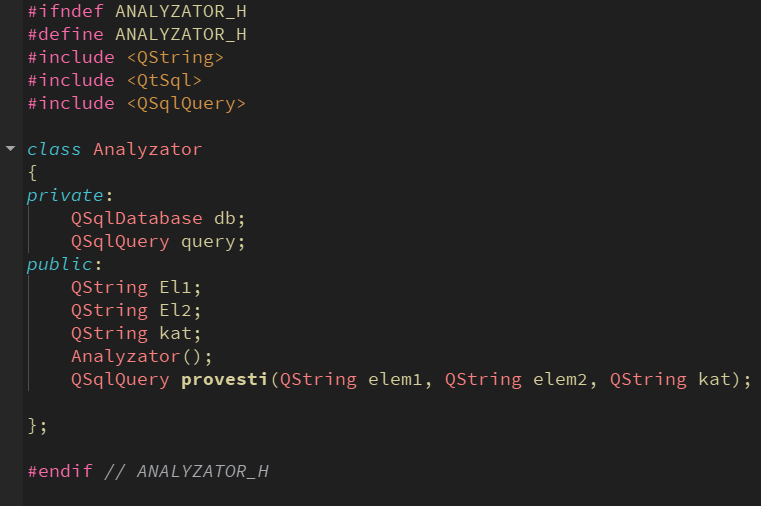 #ifndef ANALYZATOR_H
#define ANALYZATOR_H
#include <QString>
#include <QtSql>
#include <QSqlQuery>
class Analyzator
{
private:
QSqlDatabase db;
QSqlQuery query;
public:
QString El1;
QString El2;
QString kat;
Analyzator();
QSqlQuery provesti(QString elem1, QString elem2, QString kat);
};
#endif // ANALYZATOR_H